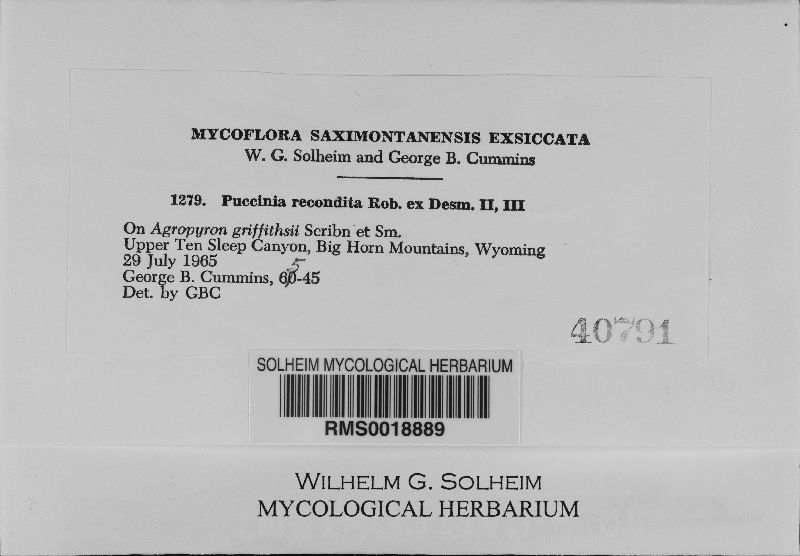 MYCOFLORA SAXIMONTANENSIS EXSICCATA
W. G. Solheim and George B. Cummins
1279. Puccinia recondita Rob. ex Desm. II, III
On Agropyron griffithsii Scribn et Sm.
Upper Ten Sleep Canyon, Big Horn Mountains, Wyoming
29 July 1965
George B. Cummins, 65-45
Det. by GBC
40791
SOLHEIM MYCOLOGICAL HERBARIUM
RMS0018889
WILHELM G. SOLHEIM
MYCOLOGICAL HERBARIUM